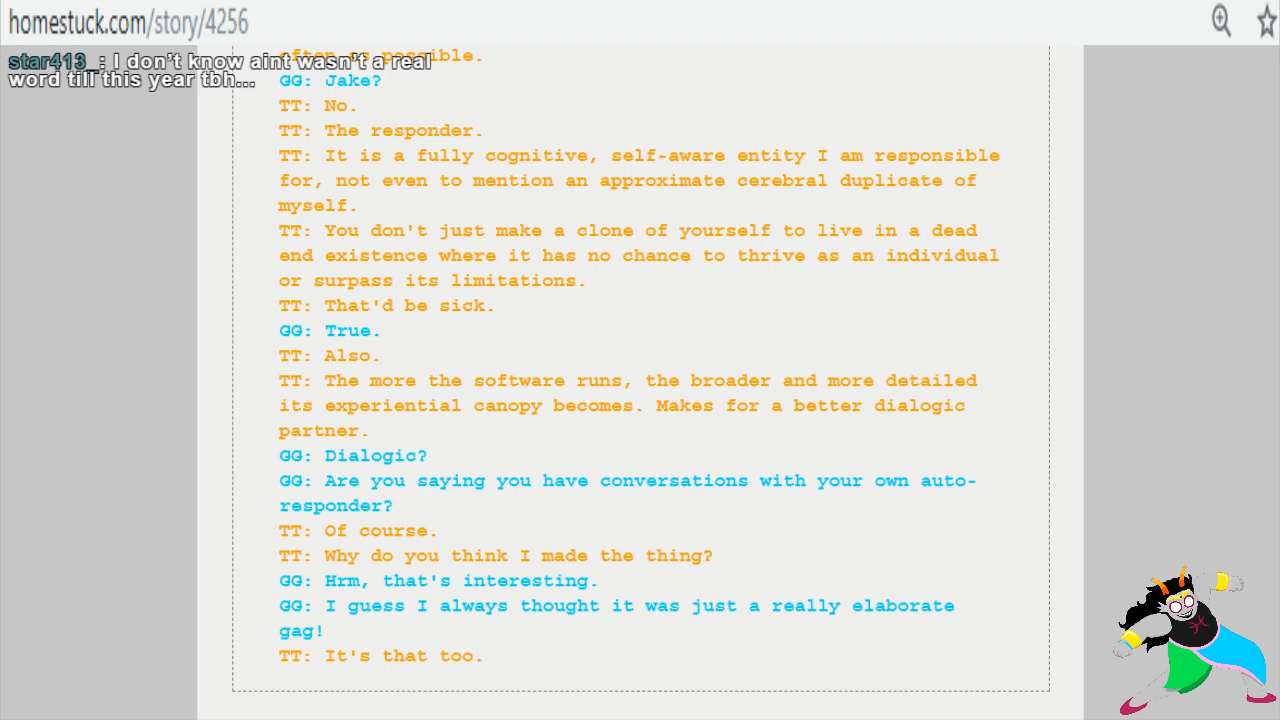 homestuck.com/story/4256
star413_: I don't know aint wasn't a real
word till this year tbh...
often as possible.
GG: Jake?
TT: No.
TT: The responder.
TT: It is a fully cognitive, self-aware entity I am responsible
for, not even to mention an approximate cerebral duplicate of
myself.
TT: You don't just make a clone of yourself to live in a dead
end existence where it has no chance to thrive as an individual
or surpass its limitations.
TT: That'd be sick.
GG: True.
TT: Also.
TT: The more the software runs, the broader and more detailed
its experiential canopy becomes. Makes for a better dialogic
partner.
GG: Dialogic?
GG: Are you saying you have conversations with your own auto-
responder?
TT: Of course.
TT: Why do you think I made the thing?
GG: Hrm, that's interesting.
GG: I guess I always thought it was just a really elaborate
gag!
TT: It's that too.